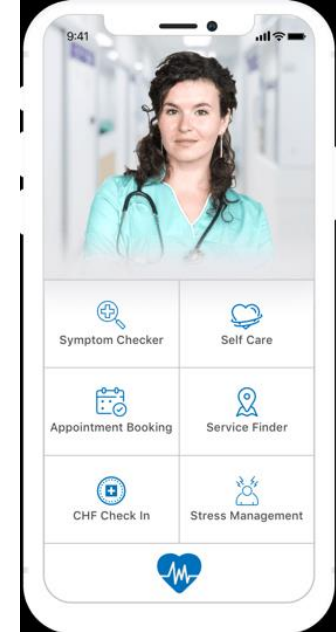 9:41
Symptom Checker
Self Care
Appointment Booking
Service Finder
CHF Check In
Stress Management